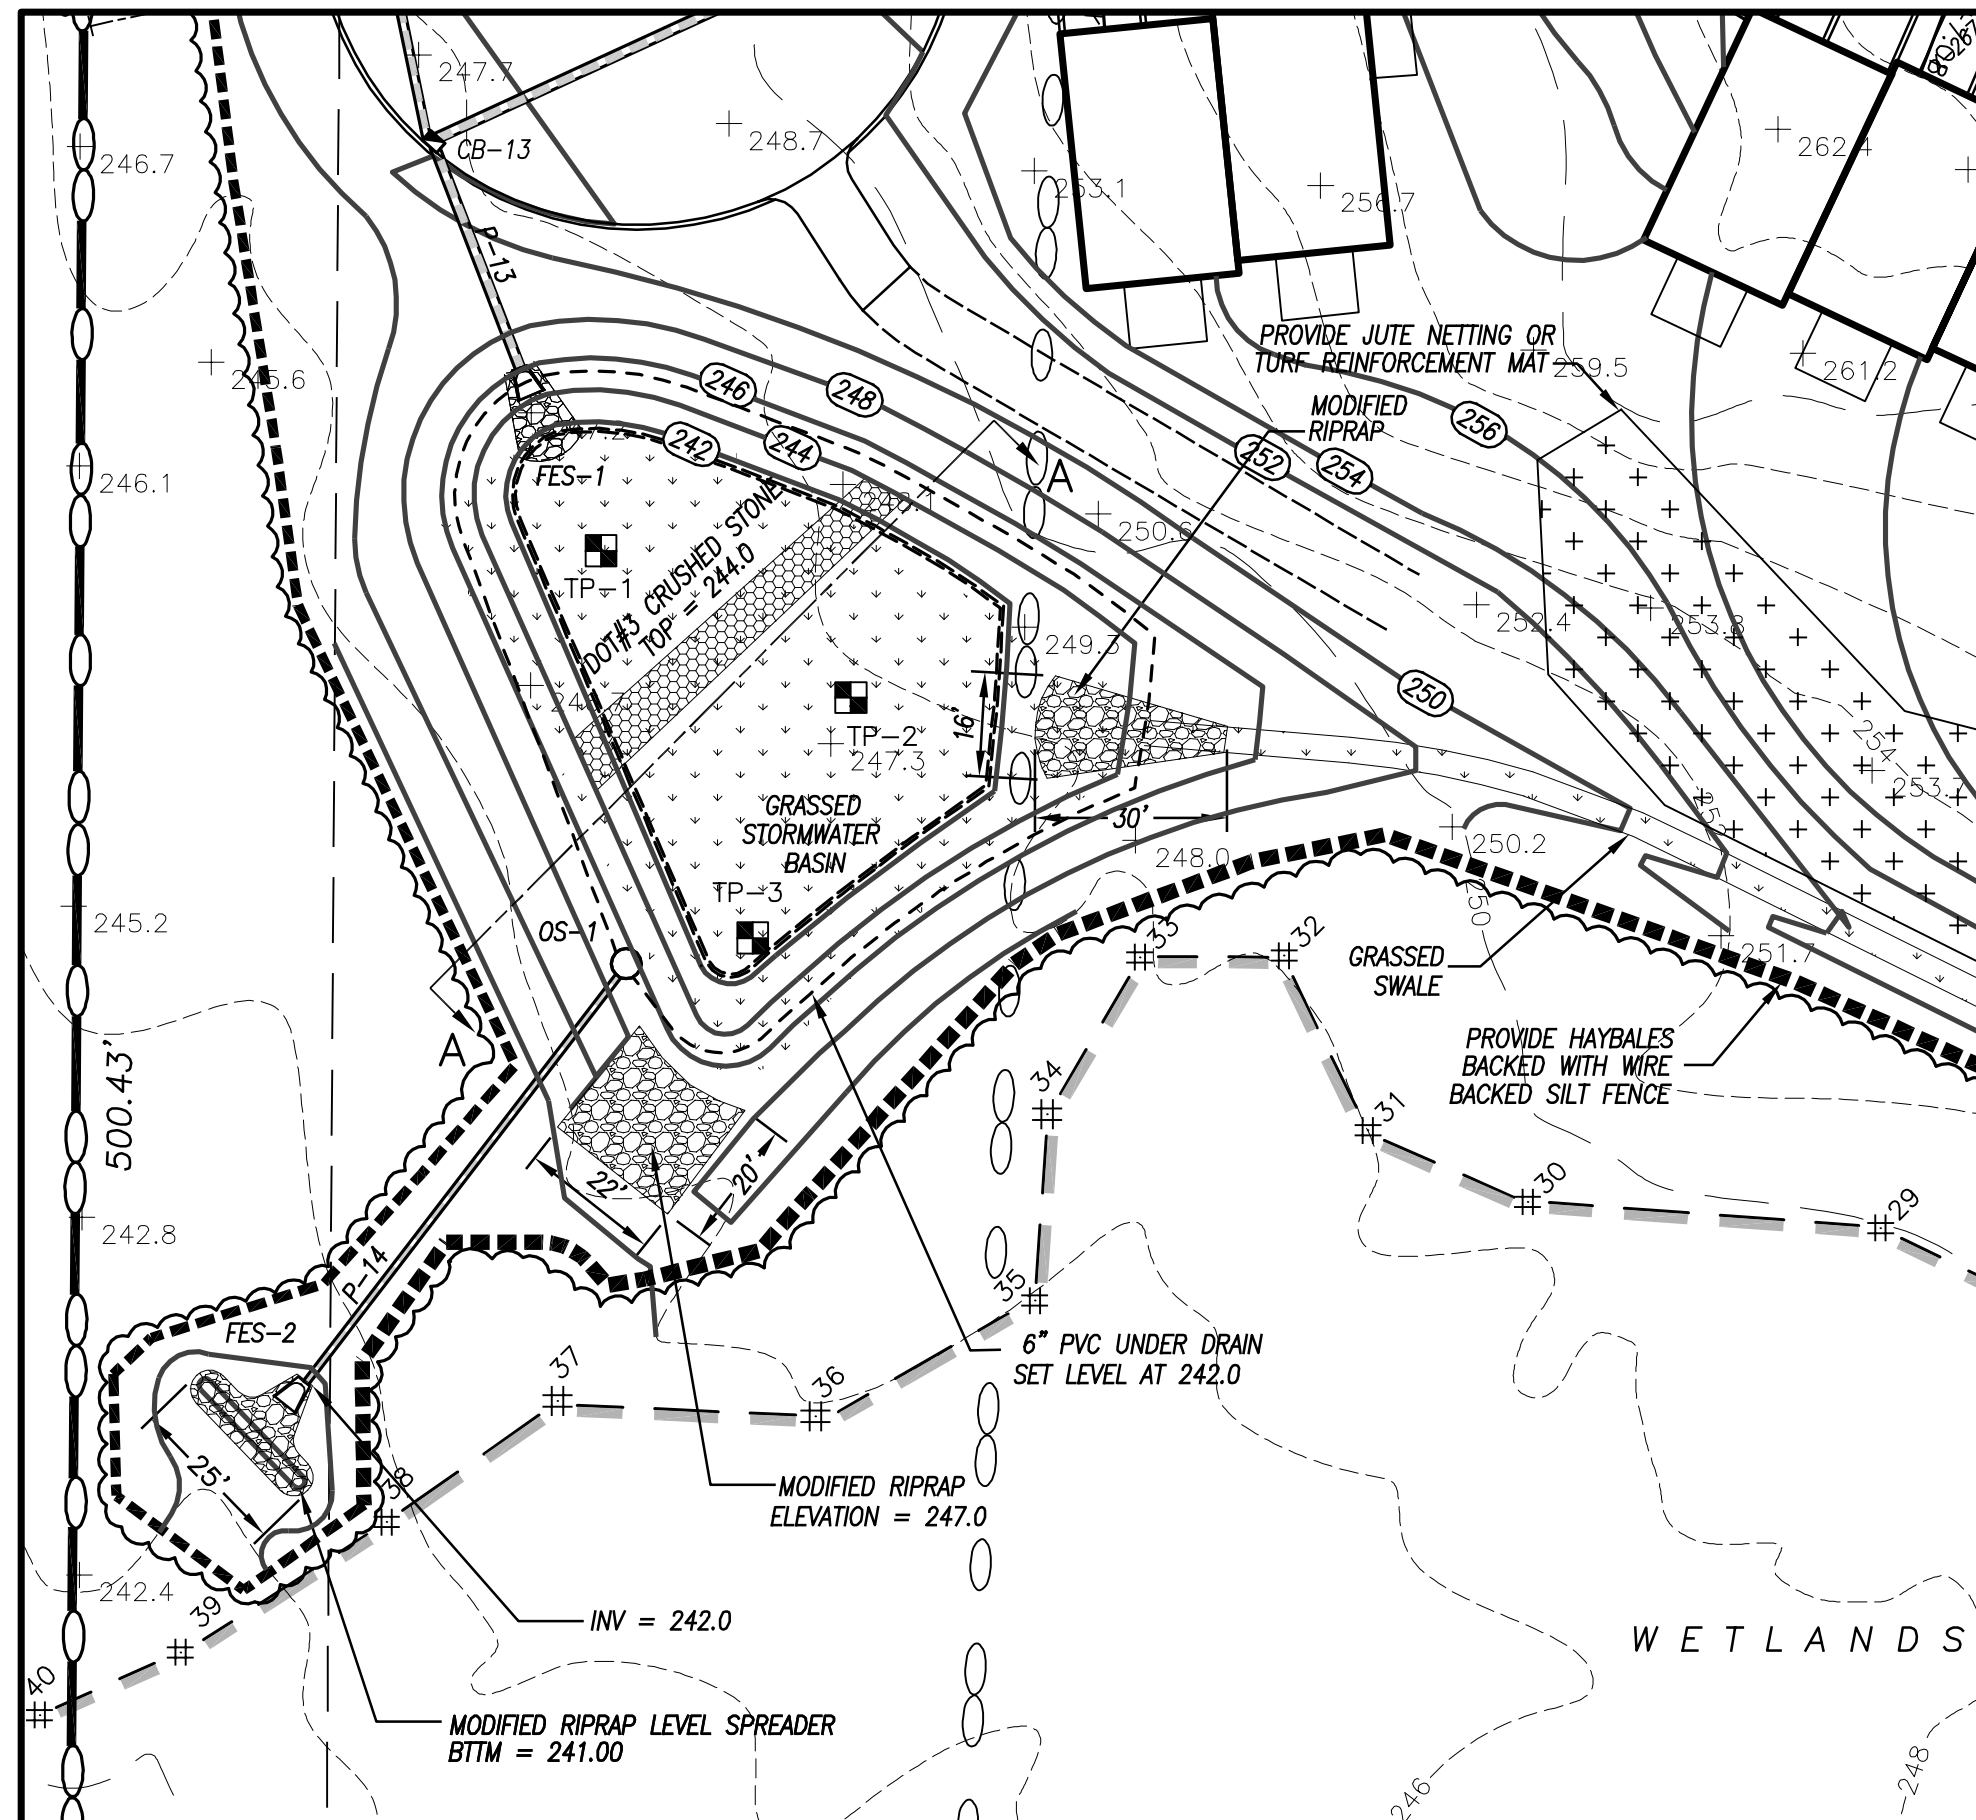 247.7
CB-13
248.7
246.7
253.1
256.7
262.4
P-13
PROVIDE JUTE NETTING OR
TURF REINFORCEMENT MAT
259.5
261.2
245.6
246
248
MODIFIED
RIPRAP
256
242
244
252
254
FES-1
A
246.1
250.6
DOT#3 CRUSHED STONE
TOP = 244.0
TP-1
252.4
253.8
249.3
250
16'
TP-2
247.3
254
253.7
252
GRASSED
STORMWATER
BASIN
30'
248.0
250.2
TP-3
250
245.2
OS-1
33
32
GRASSED
SWALE
251.7
A
PROVIDE HAYBALES
BACKED WITH WIRE
BACKED SILT FENCE
500.43'
34
31
22'
20'
30
29
242.8
P-14
35
FES-2
6" PVC UNDER DRAIN
SET LEVEL AT 242.0
37
36
25'
38
MODIFIED RIPRAP
ELEVATION = 247.0
242.4
39
INV = 242.0
WETLANDS
40
MODIFIED RIPRAP LEVEL SPREADER
BTTM = 241.00
246
248